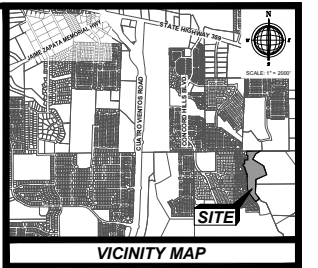 N
W
E
S
JAIME ZAPATA MEMORIAL HWY
STATE HIGHWAY 359
SCALE: 1" = 2000'
CUATRO VIENTOS ROAD
CONCORD HILLS BLVD
SITE
VICINITY MAP